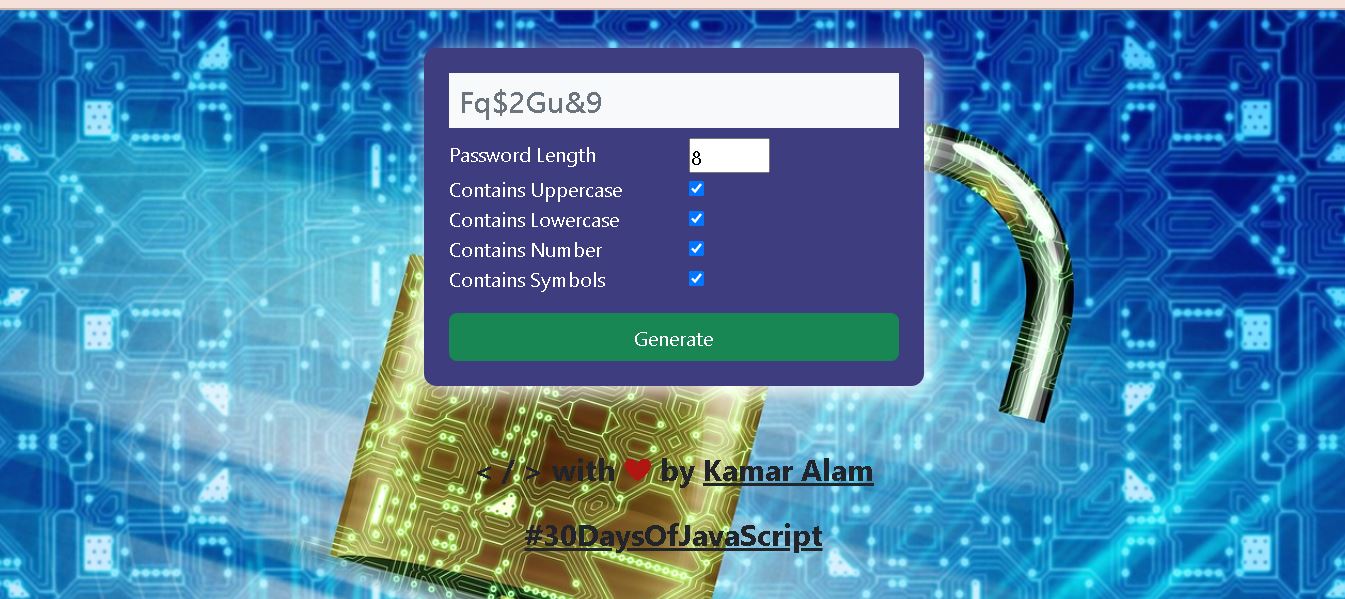 Fq$2Gu&9
Password Length 8
Contains Uppercase
Contains Lowercase
Contains Number
Contains Symbols
Generate
< / > with ❤ by Kamar Alam
#30DaysOfJavaScript